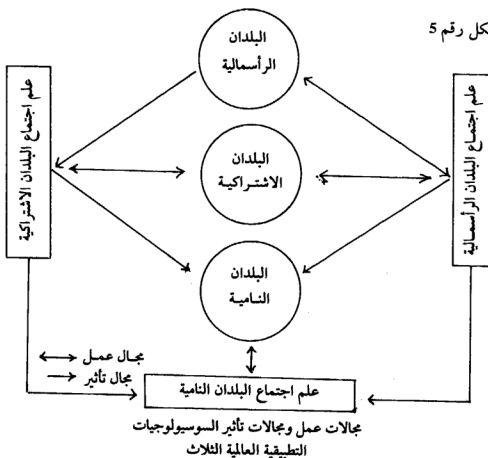 كل رقم 5
البلدان
الرأسمالية
علم اجتماع البلدان الرأسمالية
علم اجتماع البلدان الاشتراكية
البلدان
الاشتراكية
البلدان
النامية
مجال عمل
مجال تأثير
علم اجتماع البلدان النامية
مجالات عمل ومجالات تأثير السوسيولوجيات
التطبيقية العالمية الثلاث